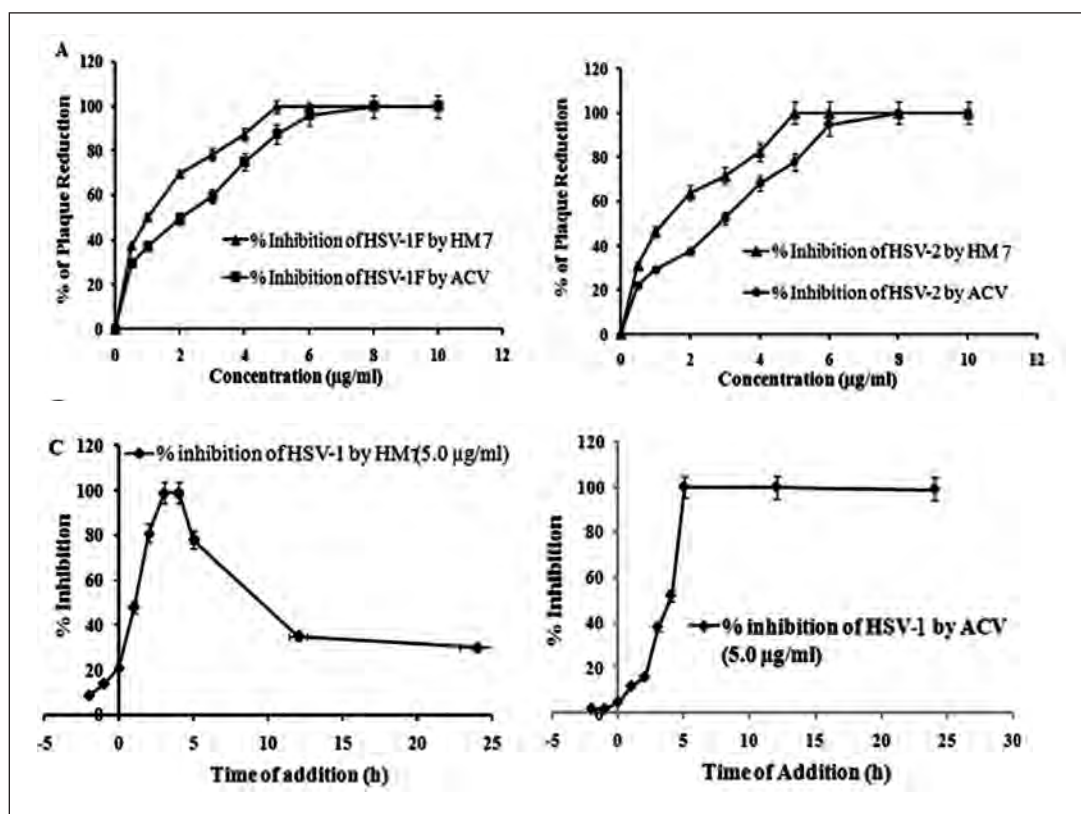 A
120
100
80
60
40
20
0
% of Plaque Reduction
% Inhibition of HSV-1F by HM 7
% Inhibition of HSV-1F by ACV
0 2 4 6 8 10 12
Concentration (µg/ml)
120
100
80
60
40
20
0
% of Plaque Reduction
% Inhibition of HSV-2 by HM 7
% Inhibition of HSV-2 by ACV
0 2 4 6 8 10 12
Concentration (µg/ml)
C
120
100
80
60
40
20
0
% Inhibition
% inhibition of HSV-1 by HM7(5.0 µg/ml)
-5 0 5 10 15 20 25
Time of addition (h)
120
100
80
60
40
20
0
% Inhibition
% inhibition of HSV-1 by ACV
(5.0 µg/ml)
-5 0 5 10 15 20 25 30
Time of Addition (h)